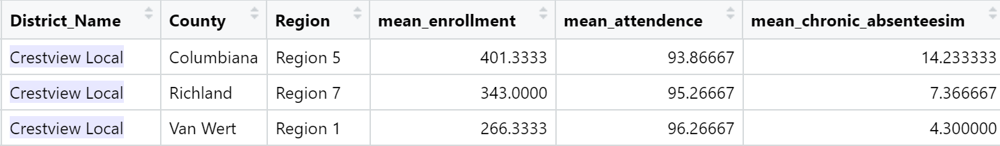 District_Name County Region mean_enrollment mean_attendence mean_chronic_absenteesim
Crestview Local Columbiana Region 5 401.3333 93.86667 14.233333
Crestview Local Richland Region 7 343.0000 95.26667 7.366667
Crestview Local Van Wert Region 1 266.3333 96.26667 4.300000